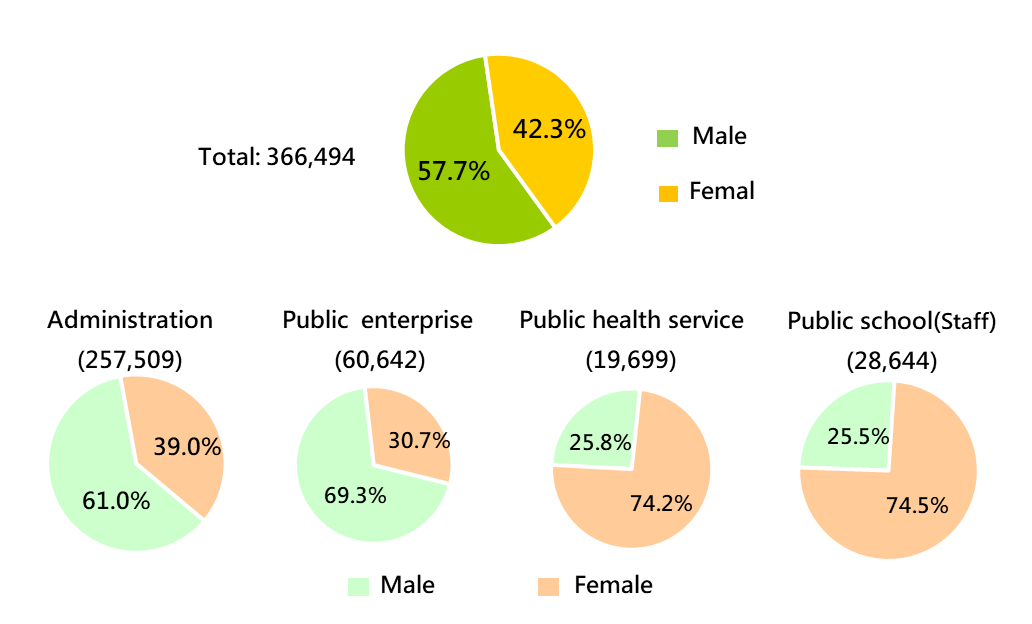 42.3%
Male
Total: 366,494
57.7%
Femal
Administration
Public enterprise
Public health service
Public school(Staff)
(257,509)
(60,642)
(19,699)
(28,644)
39.0%
30.7%
25.8%
25.5%
61.0%
69.3%
74.2%
74.5%
Male
Female